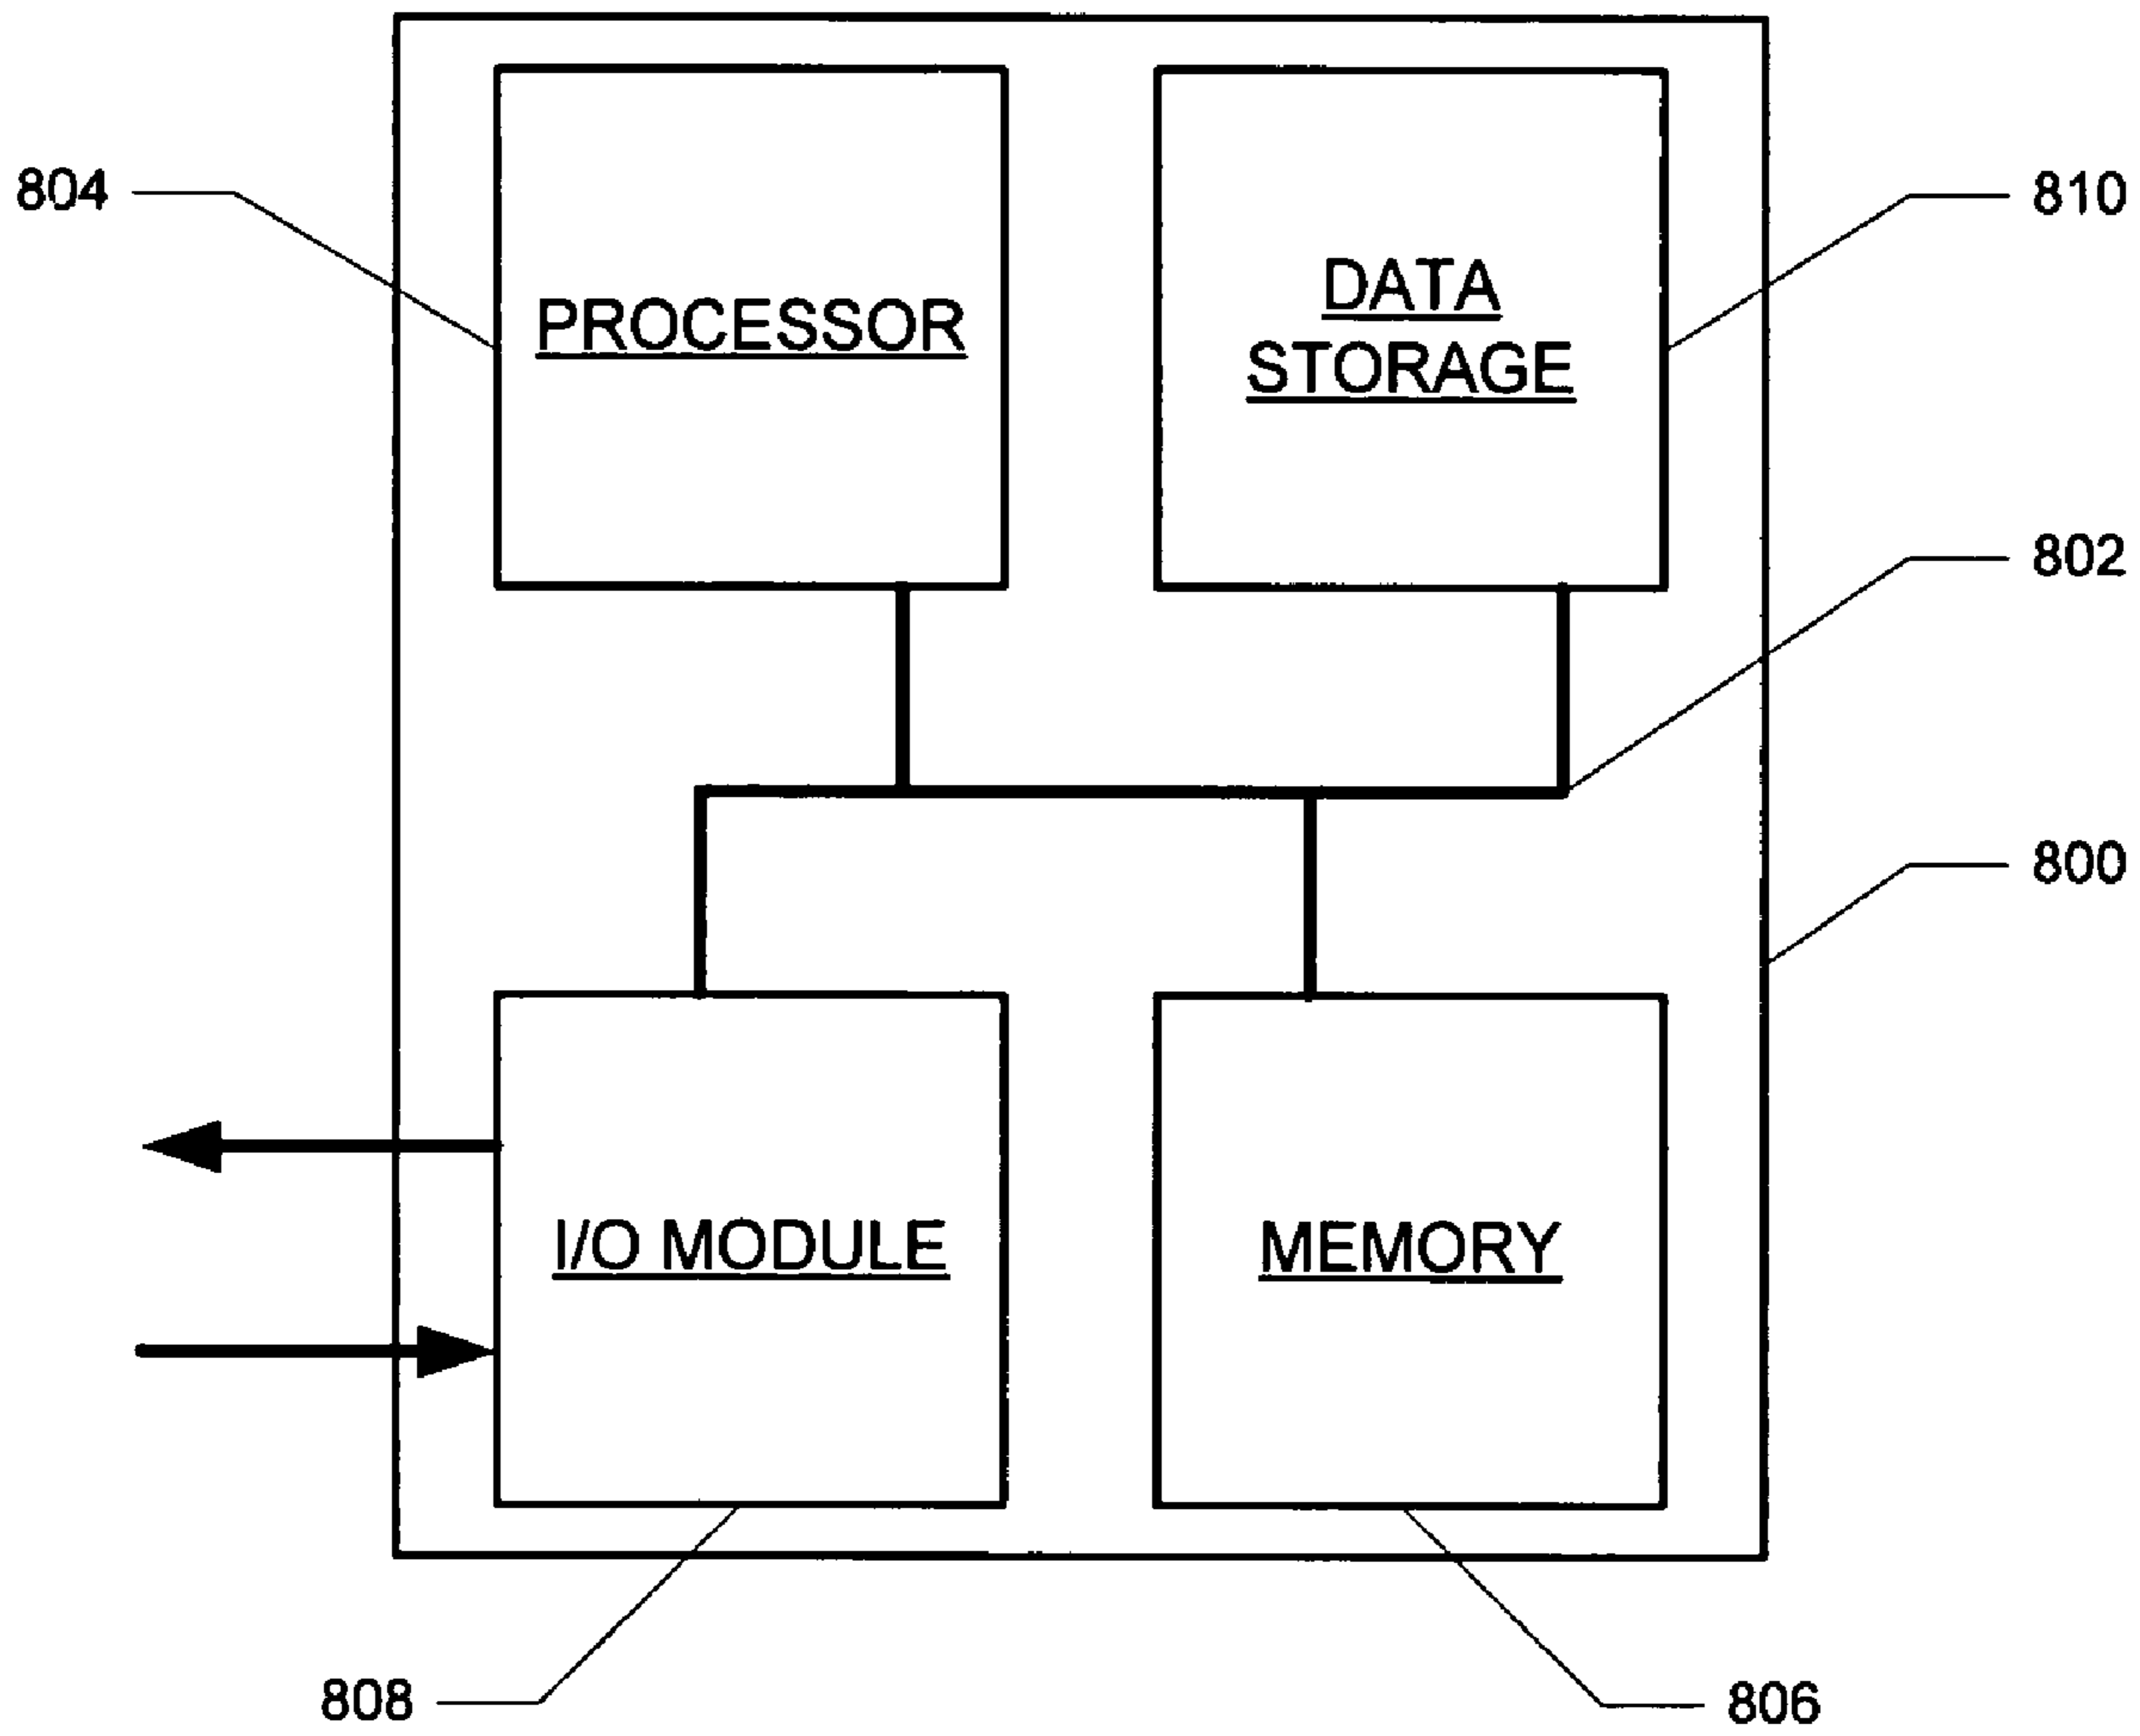 804
PROCESSOR
DATA
STORAGE
810
802
800
I/O MODULE
MEMORY
808
806